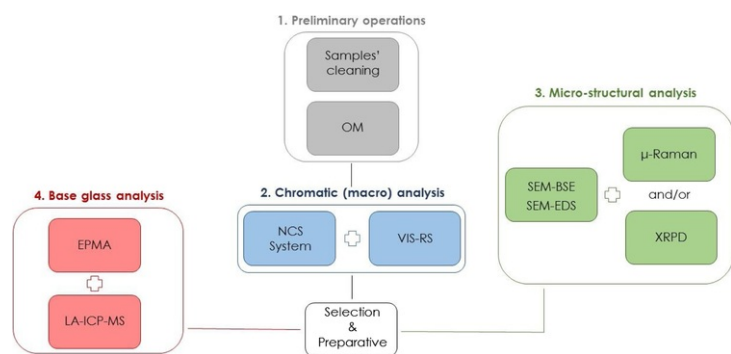 1. Preliminary operations
Samples'
cleaning
OM
2. Chromatic (macro) analysis
NCS
System
VIS-RS
Selection
&
Preparative
3. Micro-structural analysis
SEM-BSE
SEM-EDS
µ-Raman
and/or
XRPD
4. Base glass analysis
EPMA
LA-ICP-MS